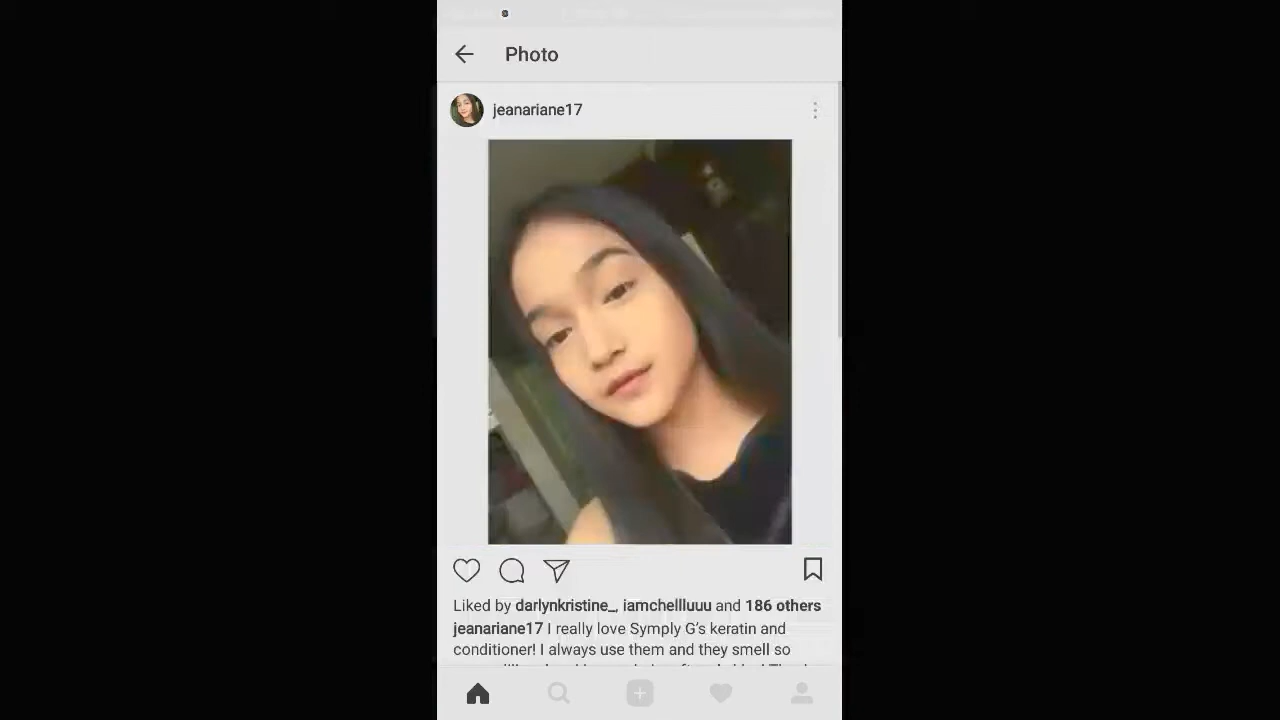 Photo
jeanariane17
Liked by darlynkristine_, iamchellluuu and 186 others
jeanariane17 I really love Symply G's keratin and
conditioner! I always use them and they smell so